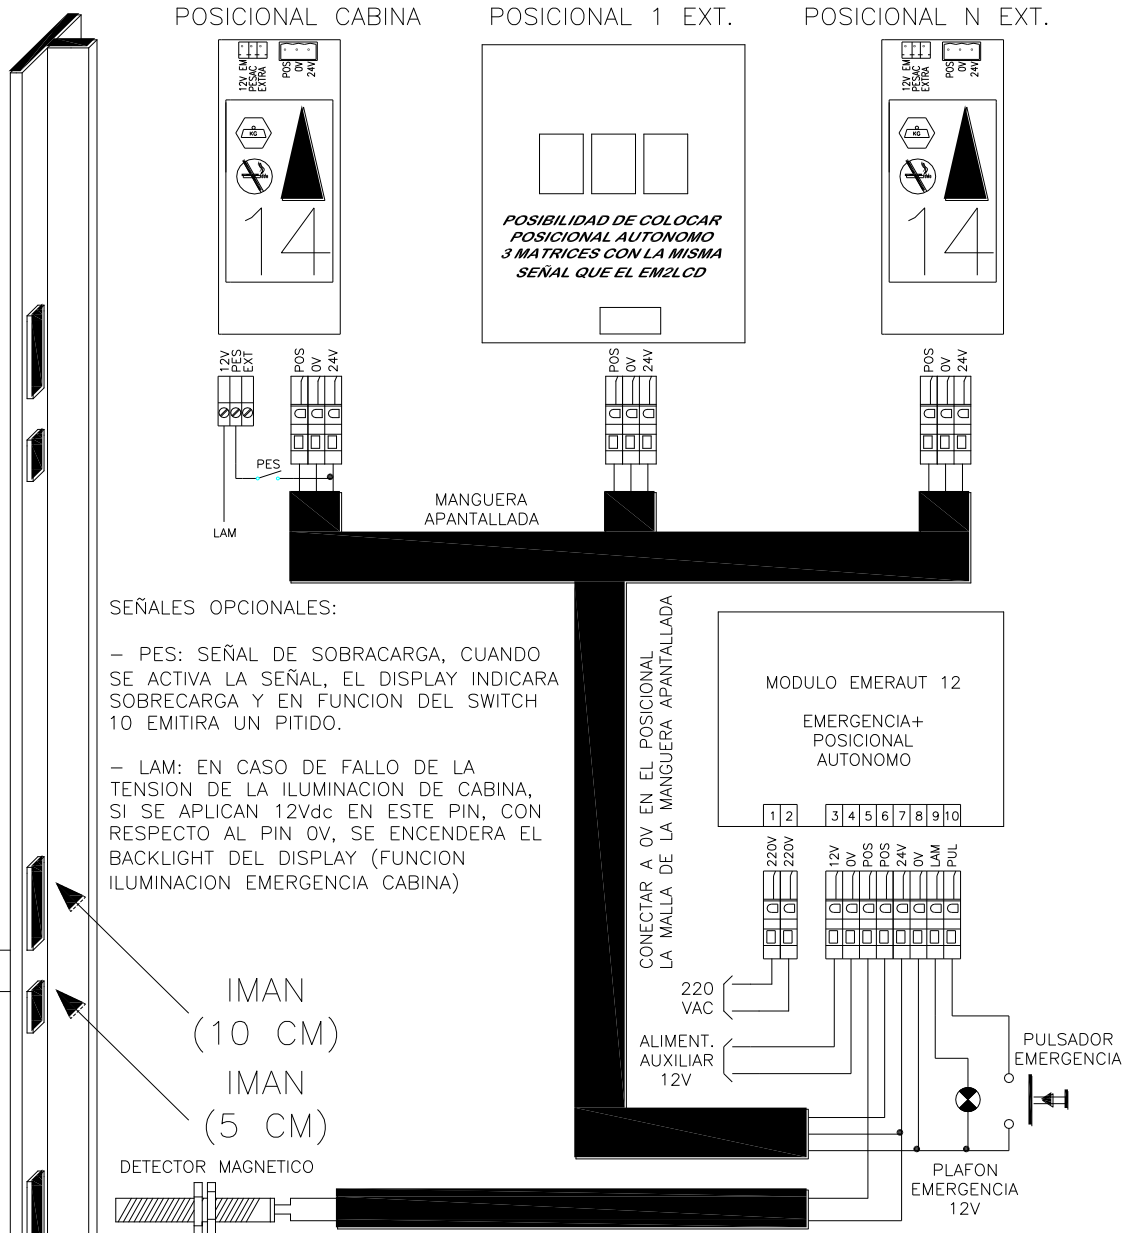 POSICIONAL CABINA
POSICIONAL 1 EXT.
POSICIONAL N EXT.
12V EM
PESAC
EXTRA
POS
0V
24V
KG
14
POSIBILIDAD DE COLOCAR
POSICIONAL AUTONOMO
3 MATRICES CON LA MISMA
SEÑAL QUE EL EM2LCD
12V EM
PESAC
EXTRA
POS
0V
24V
KG
14
12V
PES
EXT
POS
0V
24V
POS
0V
24V
POS
0V
24V
PES
LAM
MANGUERA
APANTALLADA
SEÑALES OPCIONALES:
– PES: SEÑAL DE SOBRACARGA, CUANDO
SE ACTIVA LA SEÑAL, EL DISPLAY INDICARA
SOBRECARGA Y EN FUNCION DEL SWITCH
10 EMITIRA UN PITIDO.
– LAM: EN CASO DE FALLO DE LA
TENSION DE LA ILUMINACION DE CABINA,
SI SE APLICAN 12Vdc EN ESTE PIN, CON
RESPECTO AL PIN 0V, SE ENCENDERA EL
BACKLIGHT DEL DISPLAY (FUNCION
ILUMINACION EMERGENCIA CABINA)
CONECTAR A 0V EN EL POSICIONAL
LA MALLA DE LA MANGUERA APANTALLADA
MODULO EMERAUT 12
EMERGENCIA+
POSICIONAL
AUTONOMO
1 2 3 4 5 6 7 8 9 10
220V
220V
12V
0V
POS
POS
24V
0V
LAM
PUL
220
VAC
ALIMENT.
AUXILIAR
12V
PULSADOR
EMERGENCIA
PLAFON
EMERGENCIA
12V
IMAN
(10 CM)
IMAN
(5 CM)
DETECTOR MAGNETICO